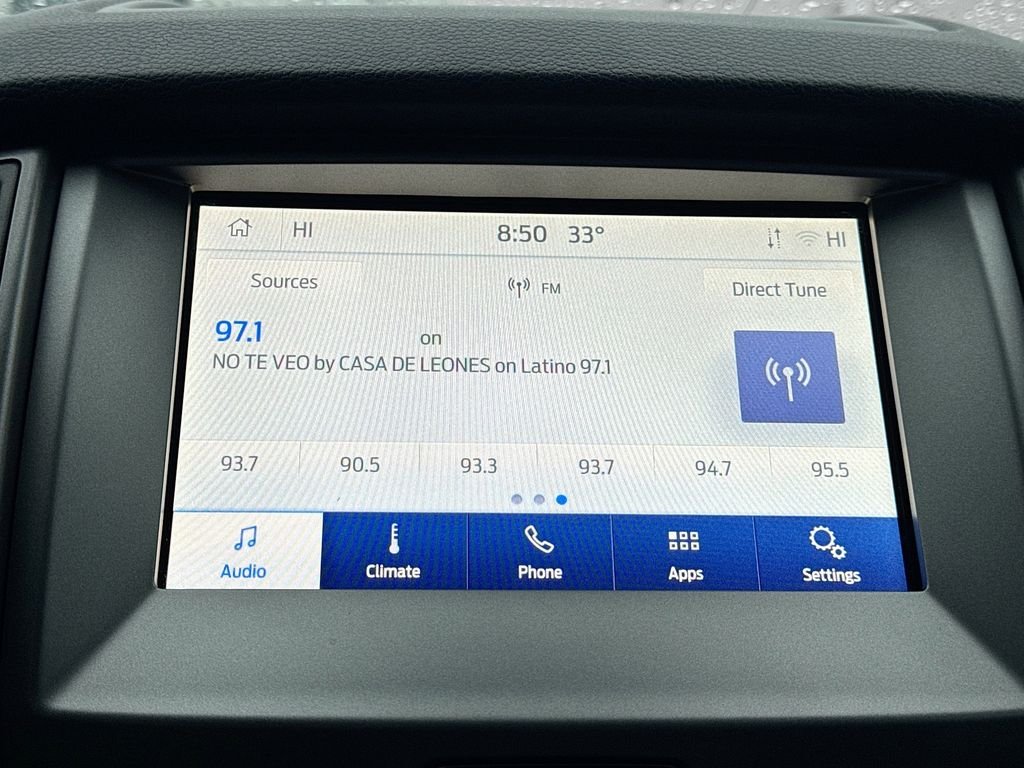 HI 8:50 33° HI
Sources FM Direct Tune
97.1 on
NO TE VEO by CASA DE LEONES on Latino 97.1
93.7 90.5 93.3 93.7 94.7 95.5
Audio Climate Phone Apps Settings